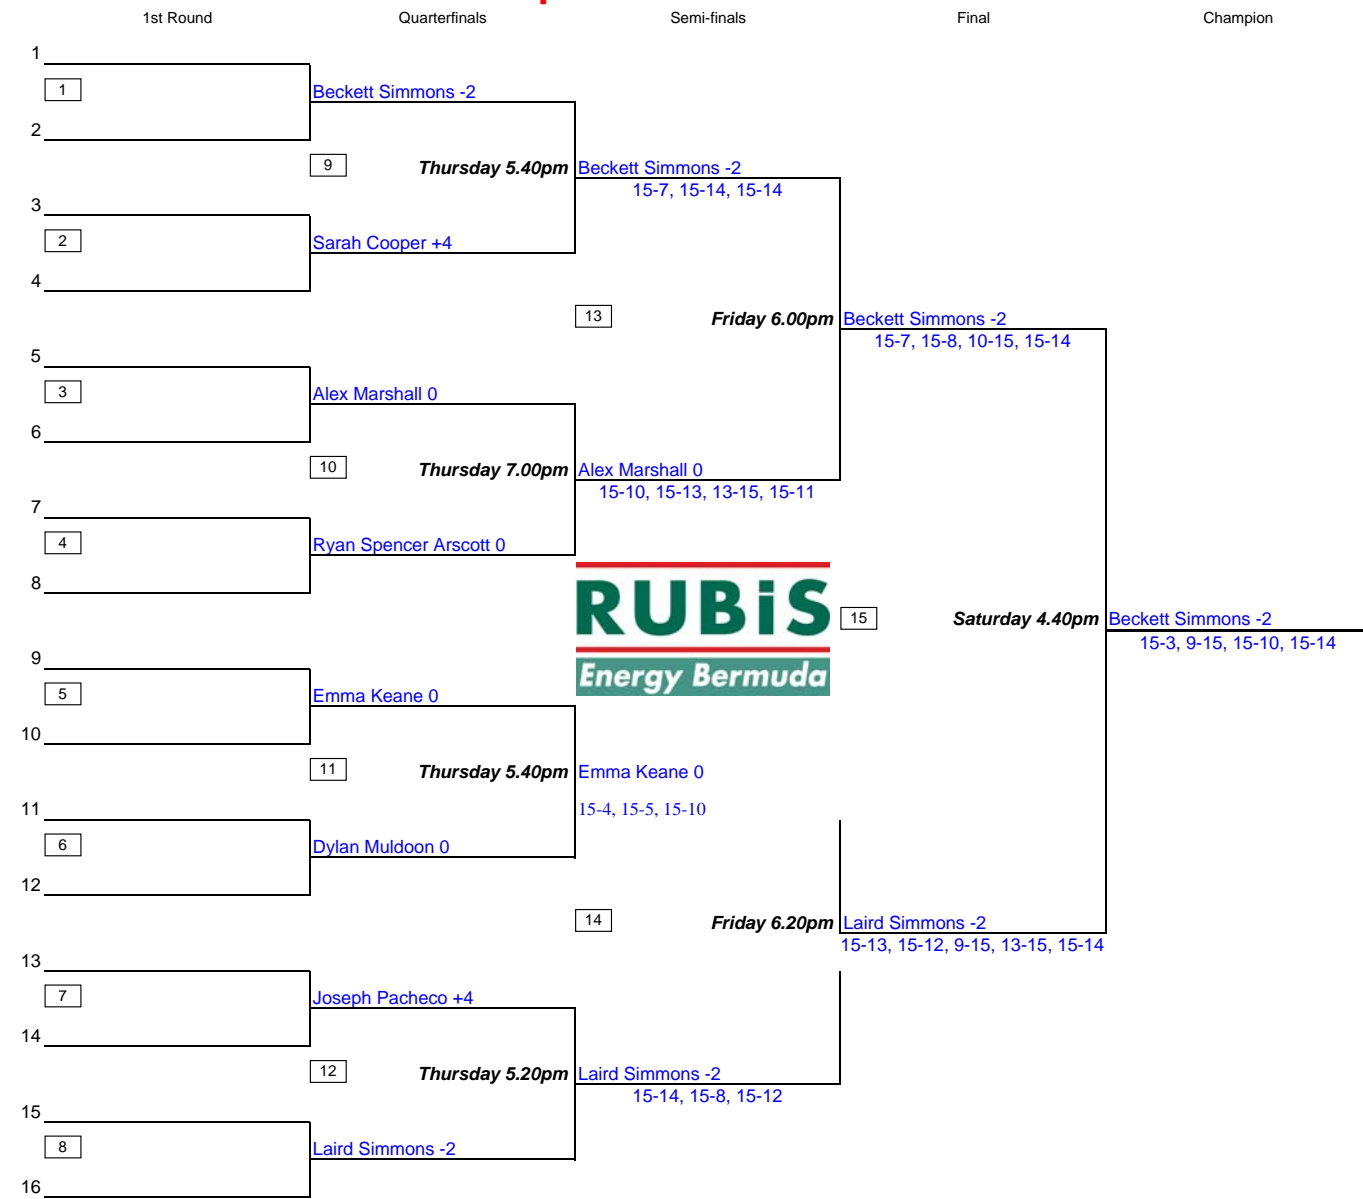 1st Round Quarterfinals Semi-finals Final Champion
1
1 Beckett Simmons -2
2
9 Thursday 5.40pm Beckett Simmons -2
15-7, 15-14, 15-14
3
2 Sarah Cooper +4
4
13 Friday 6.00pm Beckett Simmons -2
15-7, 15-8, 10-15, 15-14
5
3 Alex Marshall 0
6
10 Thursday 7.00pm Alex Marshall 0
15-10, 15-13, 13-15, 15-11
7
4 Ryan Spencer Arscott 0
8
RUBiS
15 Saturday 4.40pm Beckett Simmons -2
15-3, 9-15, 15-10, 15-14
9
Energy Bermuda
5 Emma Keane 0
10
11 Thursday 5.40pm Emma Keane 0
11 15-4, 15-5, 15-10
6 Dylan Muldoon 0
12
14 Friday 6.20pm Laird Simmons -2
15-13, 15-12, 9-15, 13-15, 15-14
13
7 Joseph Pacheco +4
14
12 Thursday 5.20pm Laird Simmons -2
15-14, 15-8, 15-12
15
8 Laird Simmons -2
16